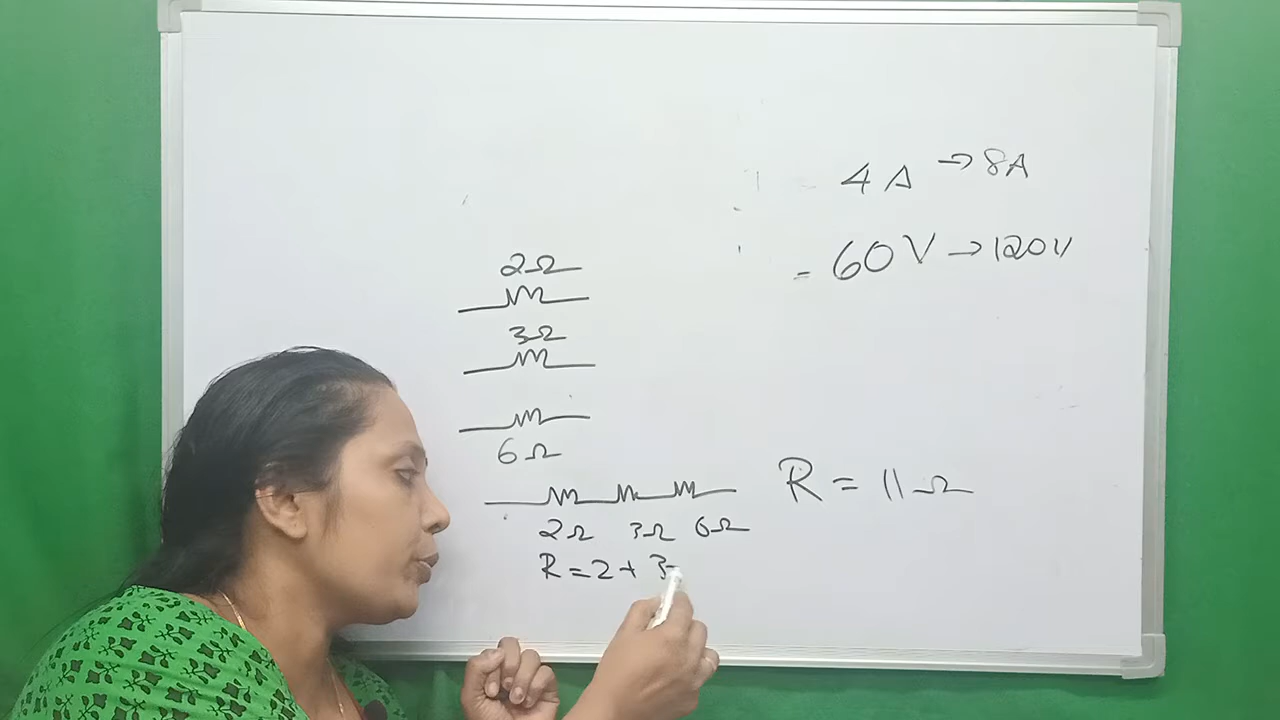 4A → 8A
= 60V → 120V
2Ω
3Ω
6Ω
R = 11Ω
2Ω 3Ω 6Ω
R = 2 + 3